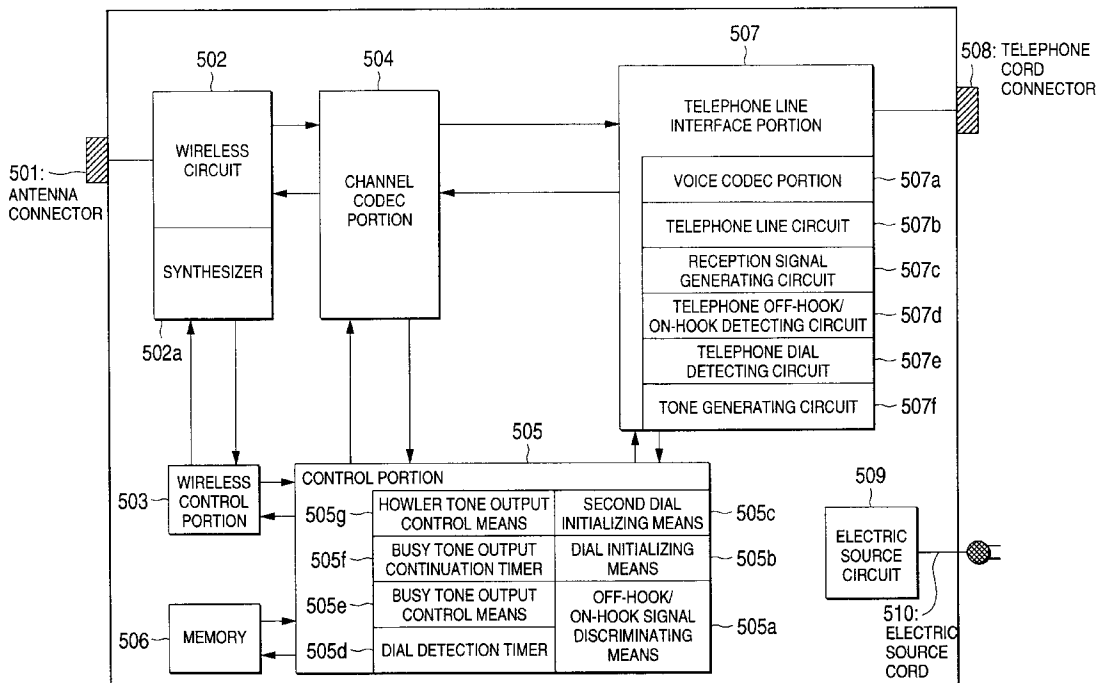 502
504
507
508: TELEPHONE
CORD
CONNECTOR
TELEPHONE LINE
INTERFACE PORTION
WIRELESS
CIRCUIT
CHANNEL
CODEC
PORTION
501:
ANTENNA
CONNECTOR
VOICE CODEC PORTION
507a
TELEPHONE LINE CIRCUIT
507b
SYNTHESIZER
RECEPTION SIGNAL
GENERATING CIRCUIT
507c
TELEPHONE OFF-HOOK/
ON-HOOK DETECTING CIRCUIT
507d
502a
TELEPHONE DIAL
DETECTING CIRCUIT
507e
TONE GENERATING CIRCUIT
507f
505
CONTROL PORTION
503
WIRELESS
CONTROL
PORTION
505g
HOWLER TONE OUTPUT
CONTROL MEANS
SECOND DIAL
INITIALIZING MEANS
505c
505f
BUSY TONE OUTPUT
CONTINUATION TIMER
DIAL INITIALIZING
MEANS
505b
505e
BUSY TONE OUTPUT
CONTROL MEANS
OFF-HOOK/
ON-HOOK SIGNAL
DISCRIMINATING
MEANS
505a
505d
DIAL DETECTION TIMER
506
MEMORY
509
ELECTRIC
SOURCE
CIRCUIT
510:
ELECTRIC
SOURCE
CORD